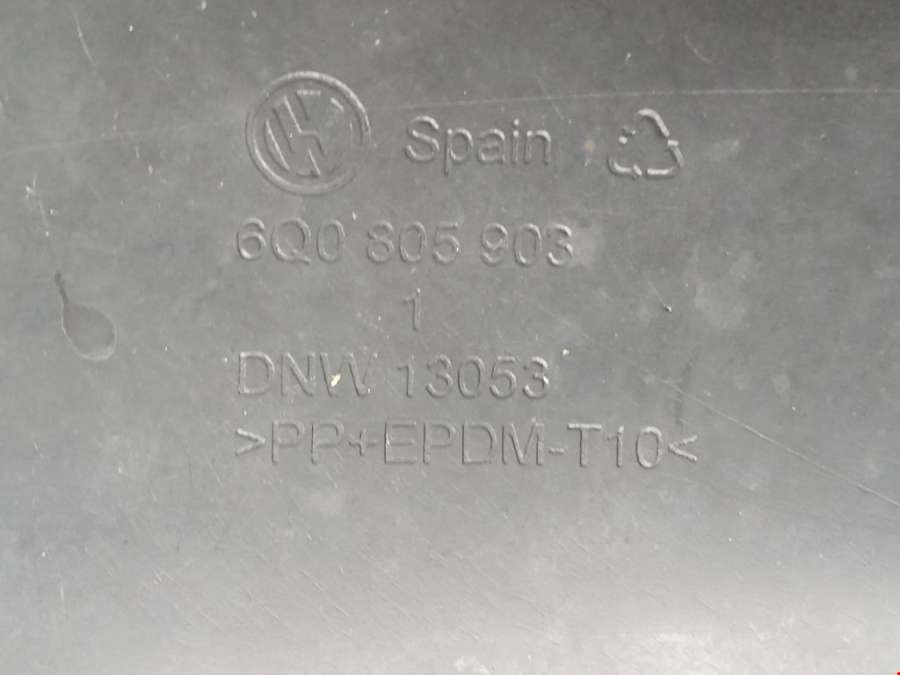 Spain
6Q0 805 903
1
DNW 13053
>PP+EPDM-T10<